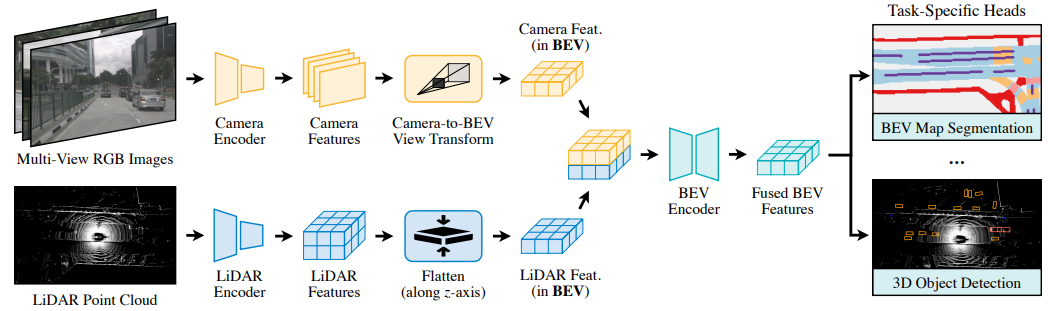 Task-Specific Heads
Camera Feat.
(in BEV)
Camera
Encoder
Camera
Features
Camera-to-BEV
View Transform
BEV Map Segmentation
Multi-View RGB Images
...
BEV
Encoder
Fused BEV
Features
LiDAR
Encoder
LiDAR
Features
Flatten
(along z-axis)
LiDAR Feat.
(in BEV)
3D Object Detection
LiDAR Point Cloud